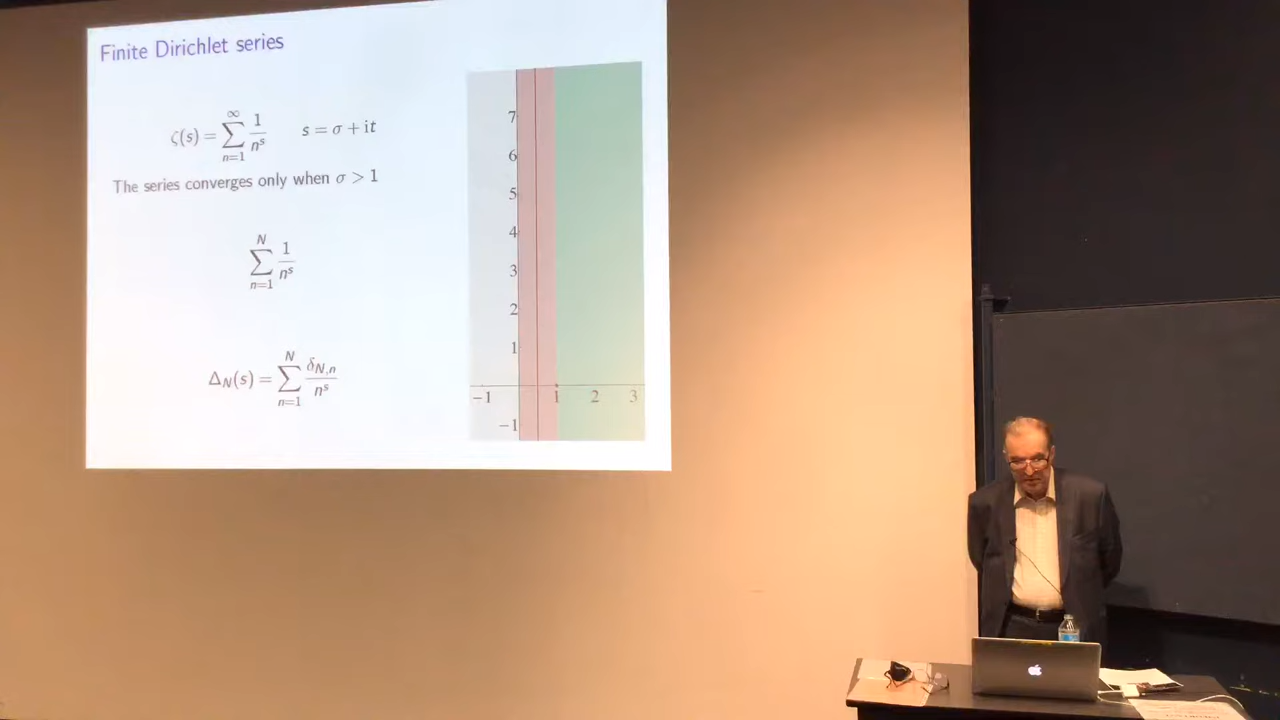 Finite Dirichlet series
ζ(s) = ∑_{n=1}^{∞} 1/n^s    s = σ + it
The series converges only when σ > 1
∑_{n=1}^{N} 1/n^s
Δ_N(s) = ∑_{n=1}^{N} δ_{N,n}/n^s
7
6
5
4
3
2
1
−1 1 2 3
−1